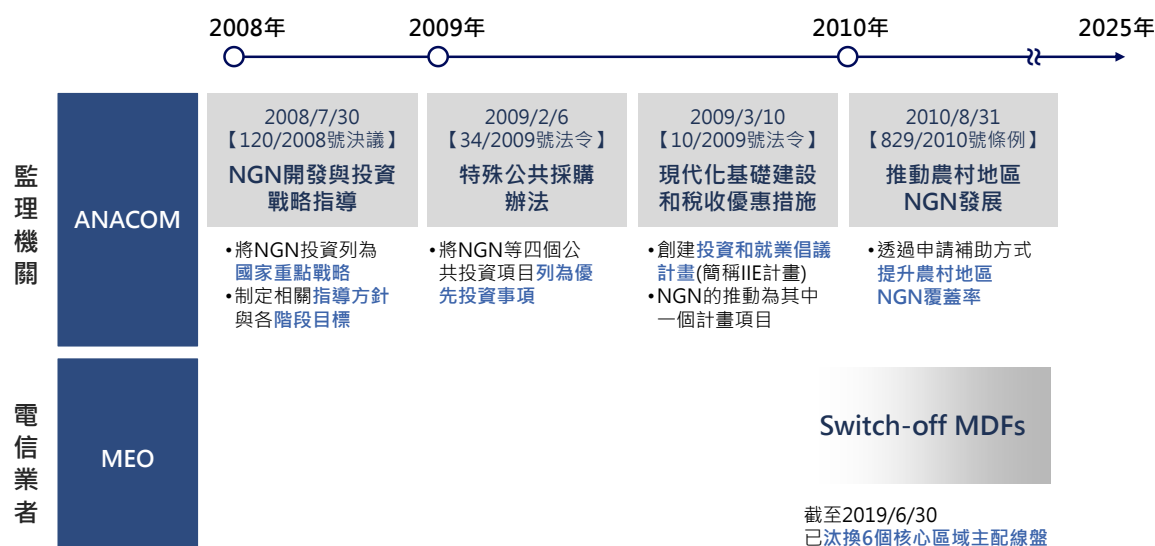 2008年
2009年
2010年
2025年
監理機關
ANACOM
2008/7/30
【120/2008號決議】
NGN開發與投資
戰略指導
•將NGN投資列為
國家重點戰略
•制定相關指導方針
與各階段目標
2009/2/6
【34/2009號法令】
特殊公共採購
辦法
•將NGN等四個公
共投資項目列為優
先投資事項
2009/3/10
【10/2009號法令】
現代化基礎建設
和稅收優惠措施
•創建投資和就業倡議
計畫(簡稱IIE計畫)
•NGN的推動為其中
一個計畫項目
2010/8/31
【829/2010號條例】
推動農村地區
NGN發展
•透過申請補助方式
提升農村地區
NGN覆蓋率
電信業者
MEO
Switch-off MDFs
截至2019/6/30
已汰換6個核心區域主配線盤